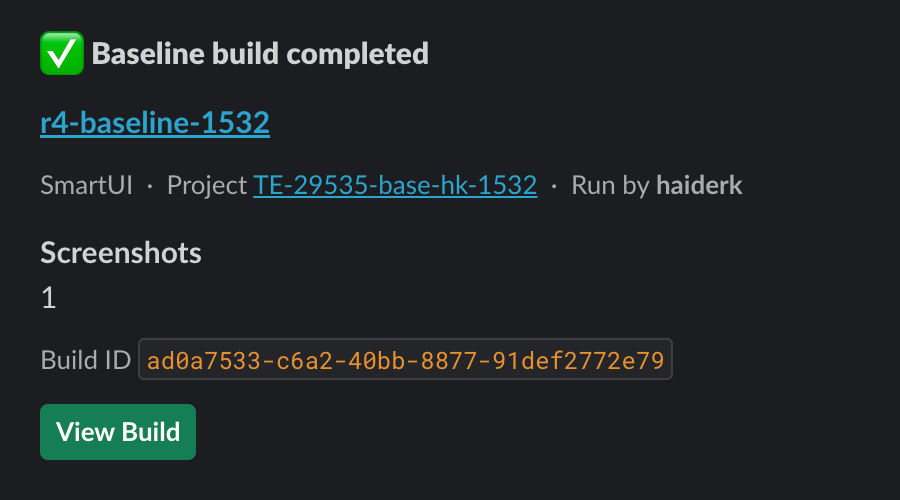 ✅ Baseline build completed
r4-baseline-1532
SmartUI · Project TE-29535-base-hk-1532 · Run by haiderk
Screenshots
1
Build ID ad0a7533-c6a2-40bb-8877-91def2772e79
View Build